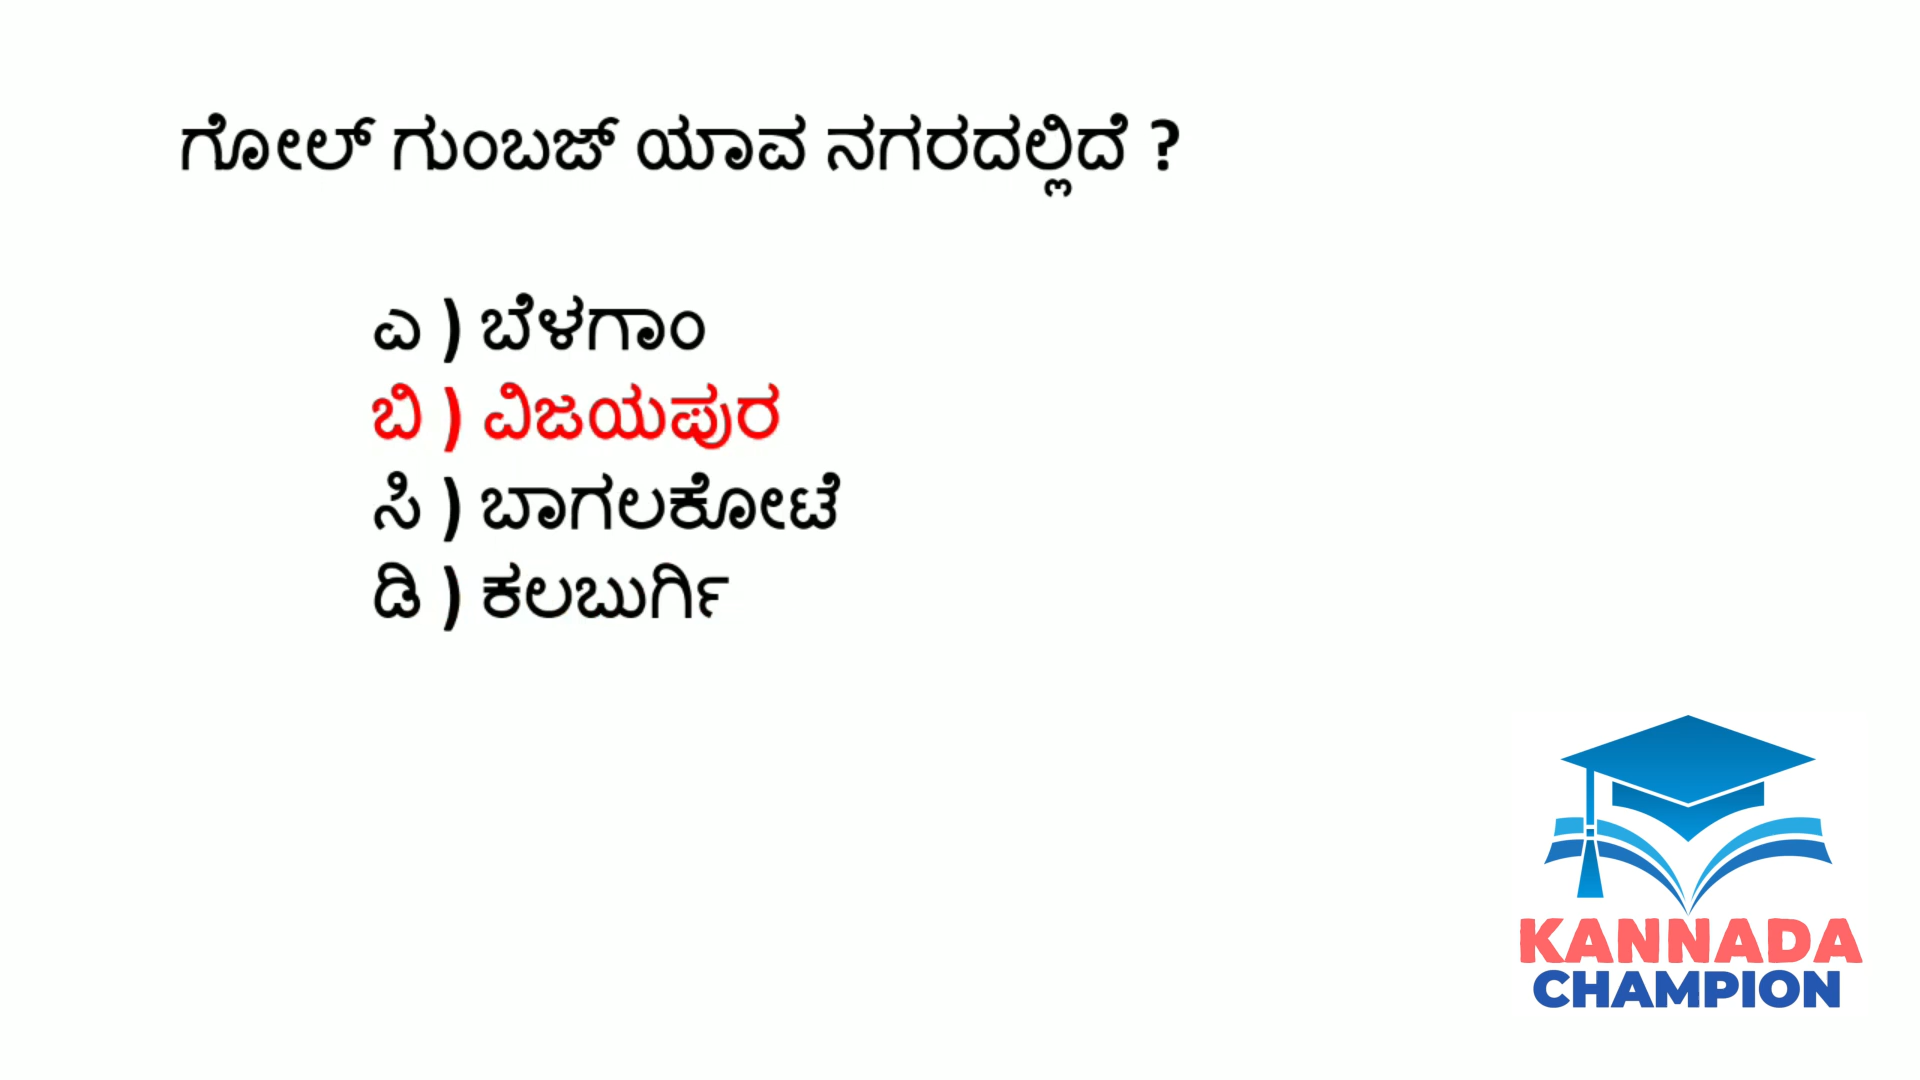 ಗೋಲ್ ಗುಂಬಜ್ ಯಾವ ನಗರದಲ್ಲಿದೆ ?
ಎ ) ಬೆಳಗಾಂ
ಬಿ ) ವಿಜಯಪುರ
ಸಿ ) ಬಾಗಲಕೋಟೆ
ಡಿ ) ಕಲಬುರ್ಗಿ
KANNADA
CHAMPION